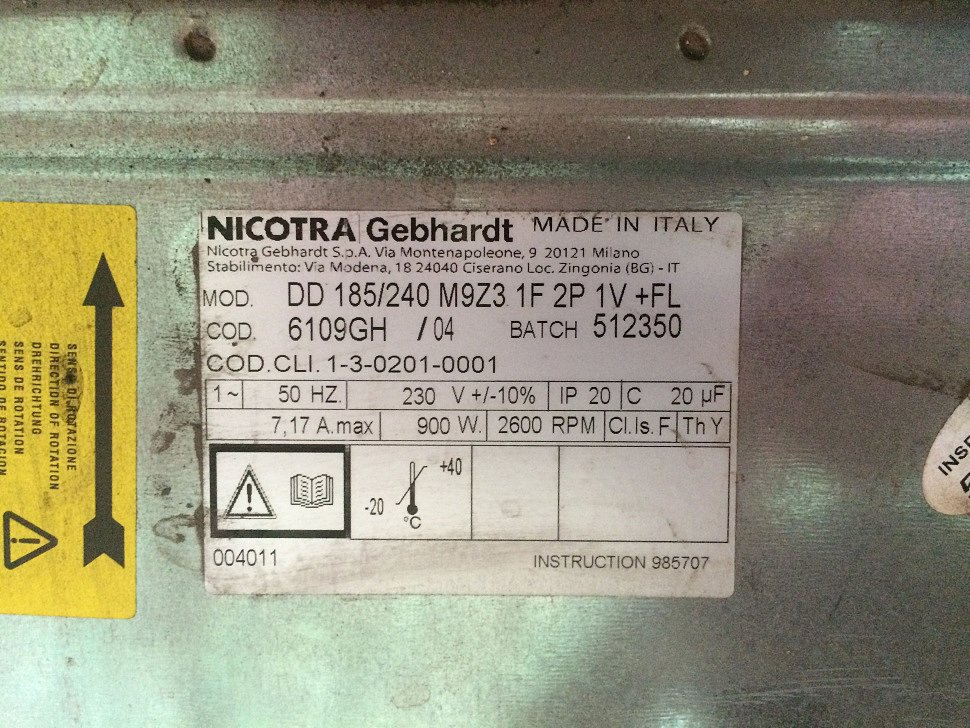 NICOTRA Gebhardt MADE IN ITALY
Nicotra Gebhardt S.p.A. Via Montenapoleone, 9 20121 Milano
Stabilimento: Via Modena, 18 24040 Ciserano Loc. Zingonia (BG) - IT
MOD. DD 185/240 M9Z3 1F 2P 1V +FL
COD. 6109GH /04 BATCH 512350
COD.CLI. 1-3-0201-0001
1~ 50 HZ. 230 V +/-10% IP 20 C 20 µF
7,17 A.max 900 W. 2600 RPM Cl.Is. F Th Y
-20 +40
°C
004011 INSTRUCTION 985707
SENSO DI ROTAZIONE
DIRECTION OF ROTATION
DREHRICHTUNG
SENS DE ROTATION
SENTIDO DE ROTACION